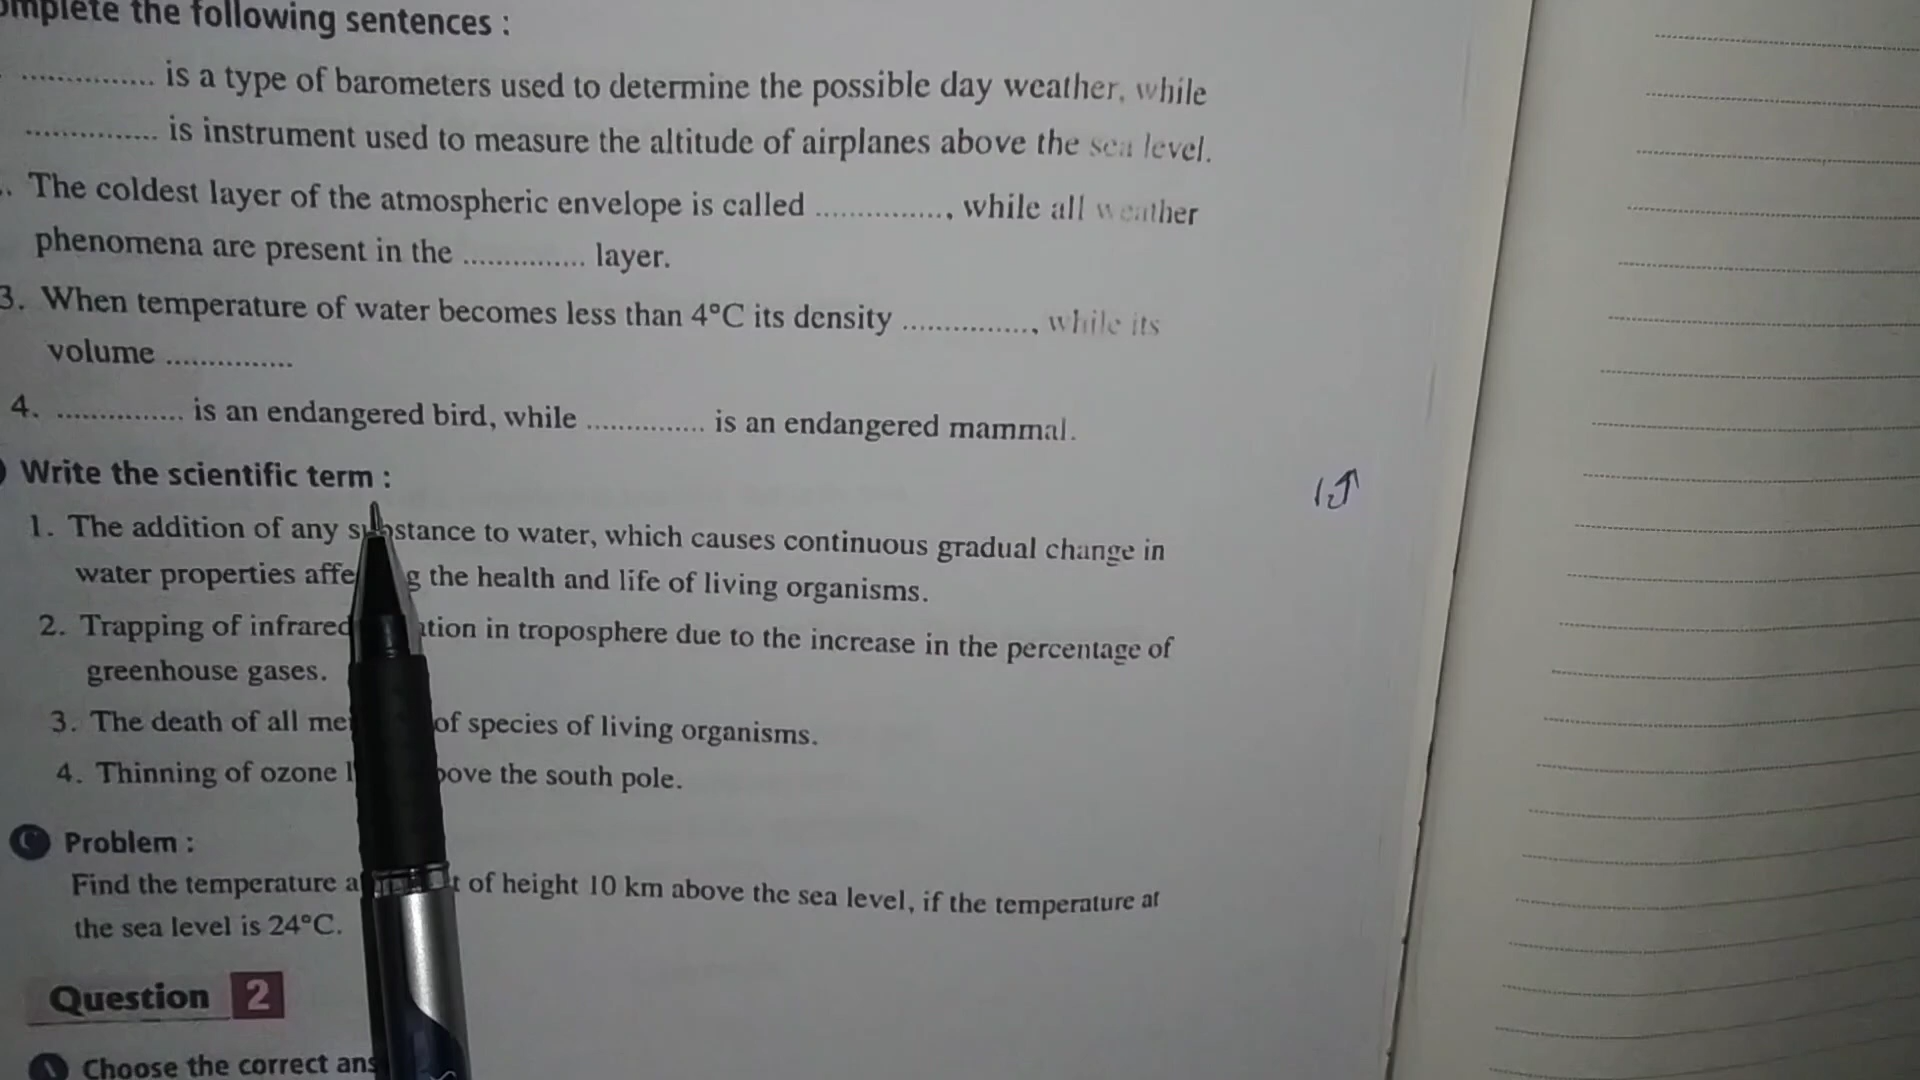 omplete the following sentences :
............... is a type of barometers used to determine the possible day weather, while
............... is instrument used to measure the altitude of airplanes above the sea level.
. The coldest layer of the atmospheric envelope is called ..............., while all weather
phenomena are present in the ............... layer.
3. When temperature of water becomes less than 4°C its density ..............., while its
volume ...............
4. ............... is an endangered bird, while ............... is an endangered mammal.
Write the scientific term :
1. The addition of any substance to water, which causes continuous gradual change in
water properties affe g the health and life of living organisms.
2. Trapping of infrared ation in troposphere due to the increase in the percentage of
greenhouse gases.
3. The death of all me of species of living organisms.
4. Thinning of ozone l bove the south pole.
C Problem :
Find the temperature a t of height 10 km above the sea level, if the temperature at
the sea level is 24°C.
Question 2
A Choose the correct ans